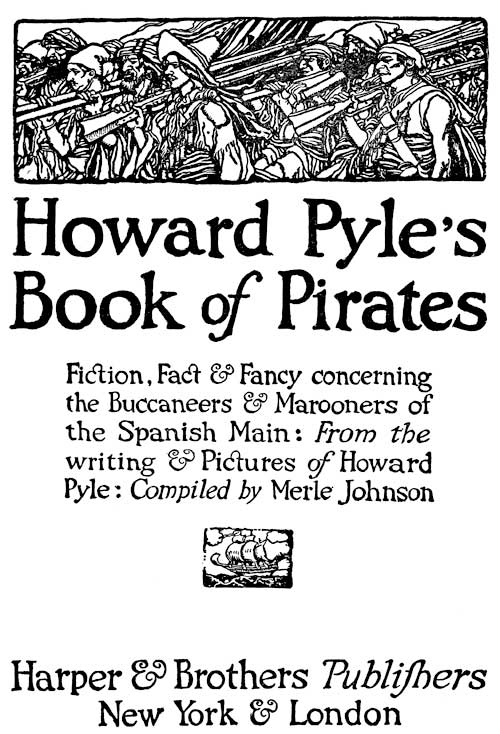 Howard Pyle's
Book of Pirates
Fiction, Fact & Fancy concerning
the Buccaneers & Marooners of
the Spanish Main: From the
writing & Pictures of Howard
Pyle: Compiled by Merle Johnson
Harper & Brothers Publiſhers
New York & London